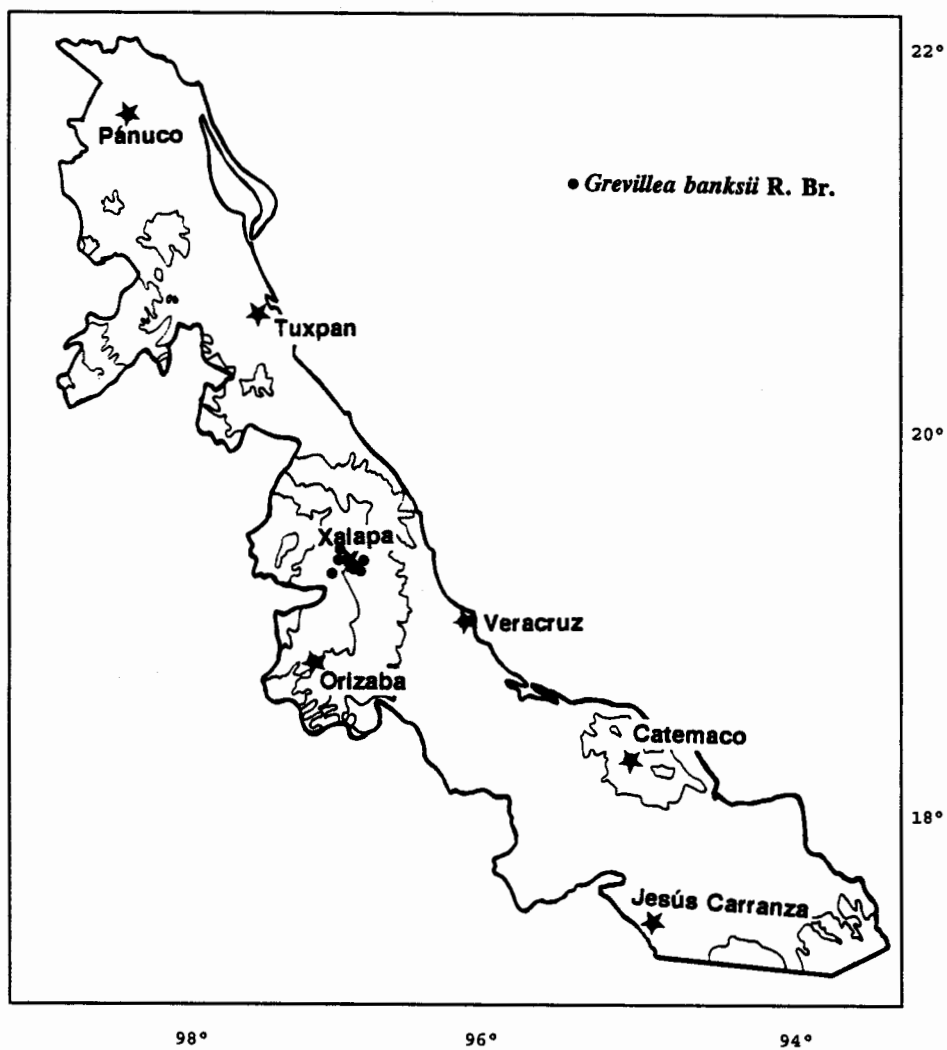 22°
Pánuco
• Grevillea banksii R. Br.
Tuxpan
20°
Xalapa
Veracruz
Orizaba
Catemaco
18°
Jesús Carranza
98° 96° 94°